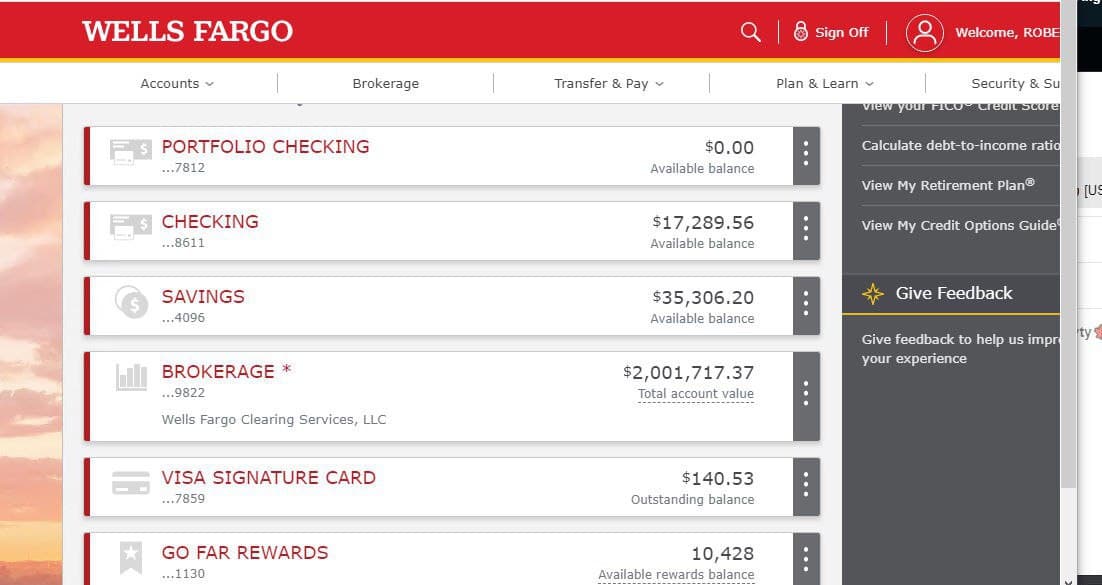 WELLS FARGO
Sign Off
Welcome, ROBE
Accounts
Brokerage
Transfer & Pay
Plan & Learn
Security & Su
PORTFOLIO CHECKING
...7812
$0.00
Available balance
CHECKING
...8611
$17,289.56
Available balance
SAVINGS
...4096
$35,306.20
Available balance
BROKERAGE *
...9822
Wells Fargo Clearing Services, LLC
$2,001,717.37
Total account value
VISA SIGNATURE CARD
...7859
$140.53
Outstanding balance
GO FAR REWARDS
...1130
10,428
Available rewards balance
View your FICO® Credit Score
Calculate debt-to-income ratio
View My Retirement Plan®
View My Credit Options Guide
Give Feedback
Give feedback to help us impr
your experience
[US
ty